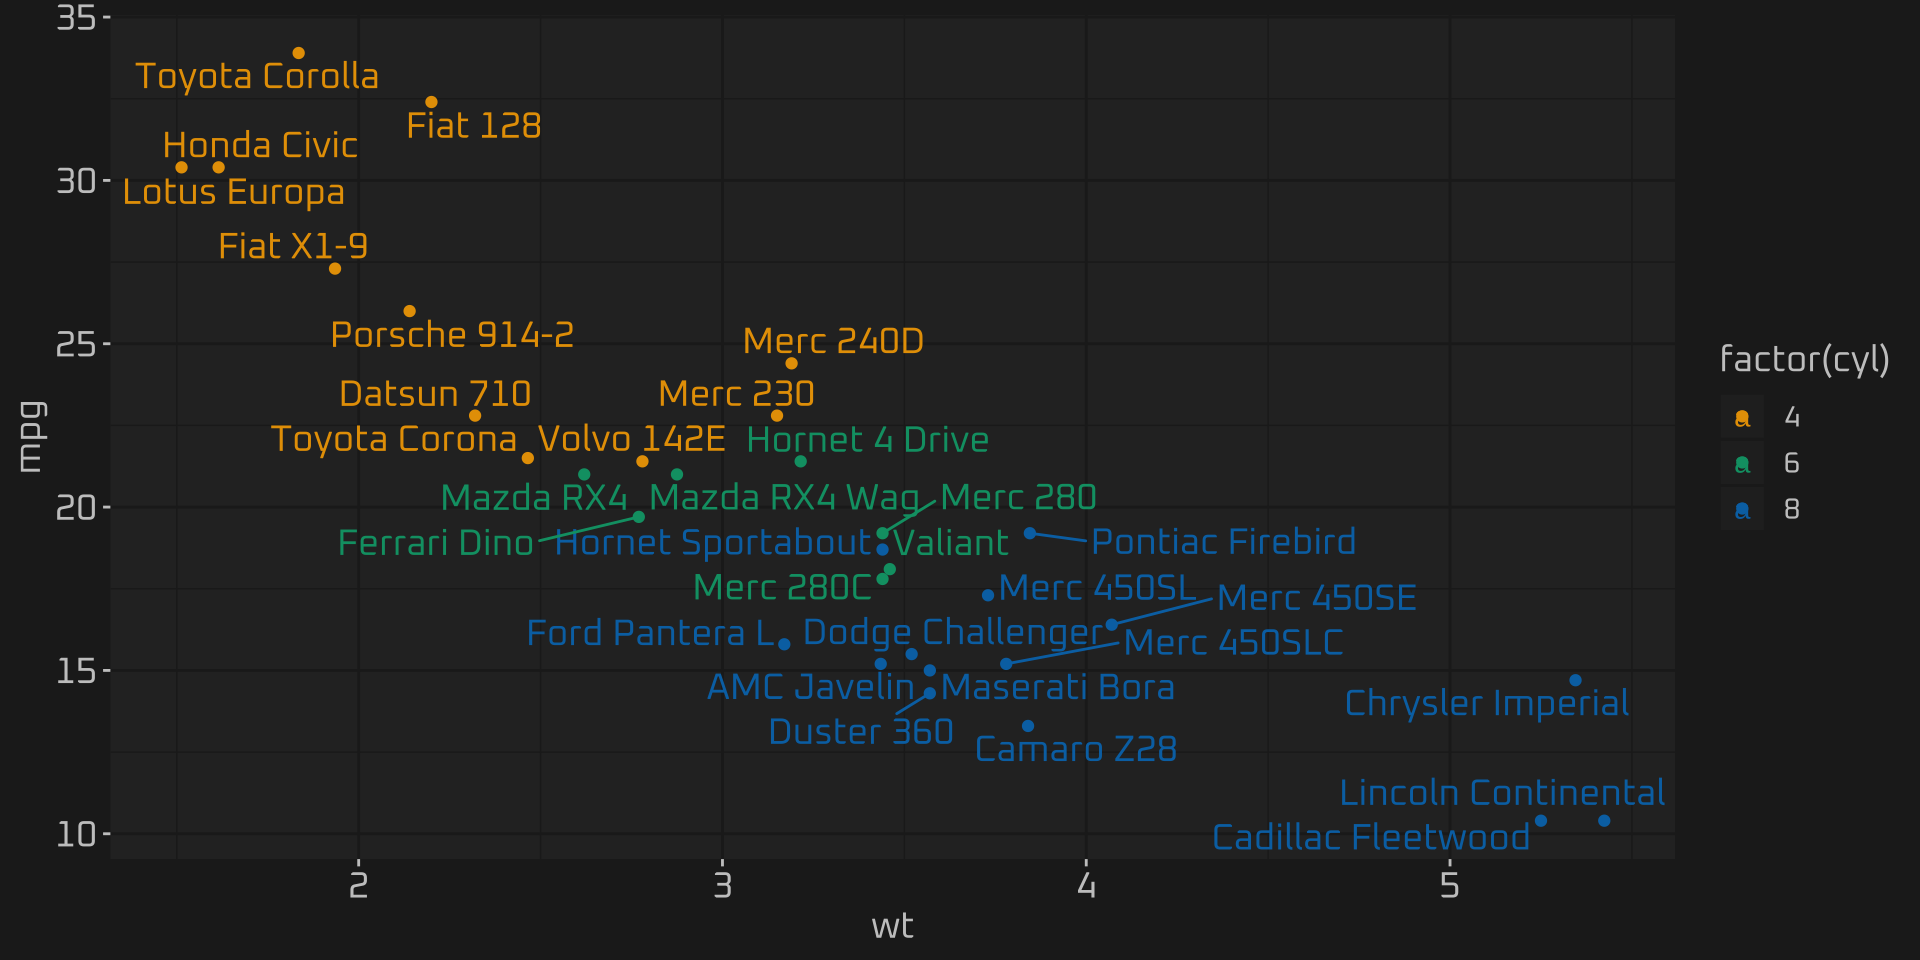 35
Toyota Corolla
Fiat 128
Honda Civic
30
Lotus Europa
Fiat X1-9
Porsche 914-2
Merc 240D
25
Datsun 710
Merc 230
Toyota Corona
Volvo 142E
Hornet 4 Drive
Mazda RX4
Mazda RX4 Wag
Merc 280
20
Ferrari Dino
Hornet Sportabout
Valiant
Pontiac Firebird
Merc 280C
Merc 450SL
Merc 450SE
Ford Pantera L
Dodge Challenger
Merc 450SLC
15
AMC Javelin
Maserati Bora
Chrysler Imperial
Duster 360
Camaro Z28
Lincoln Continental
10
Cadillac Fleetwood
2 3 4 5
wt
mpg
factor(cyl)
a 4
a 6
a 8